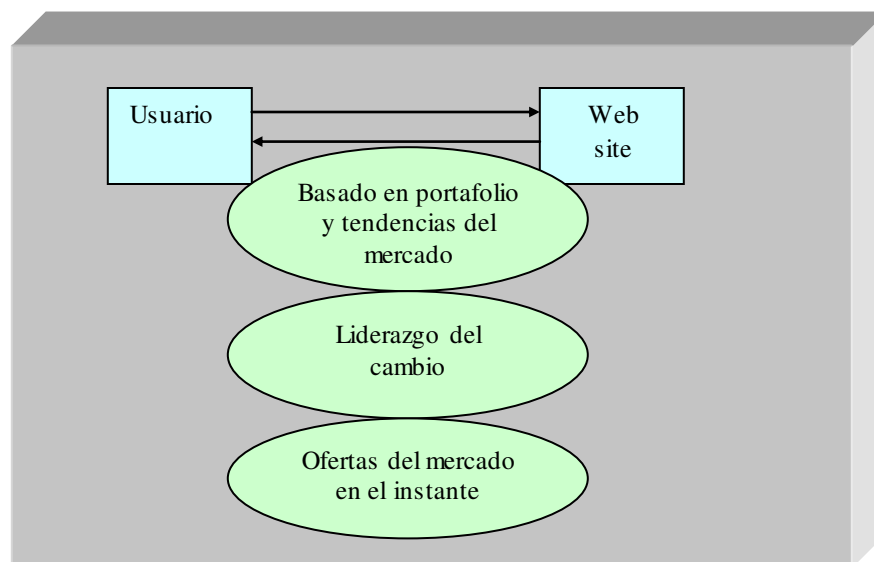 Usuario
Web
site
Basado en portafolio
y tendencias del
mercado
Liderazgo del
cambio
Ofertas del mercado
en el instante